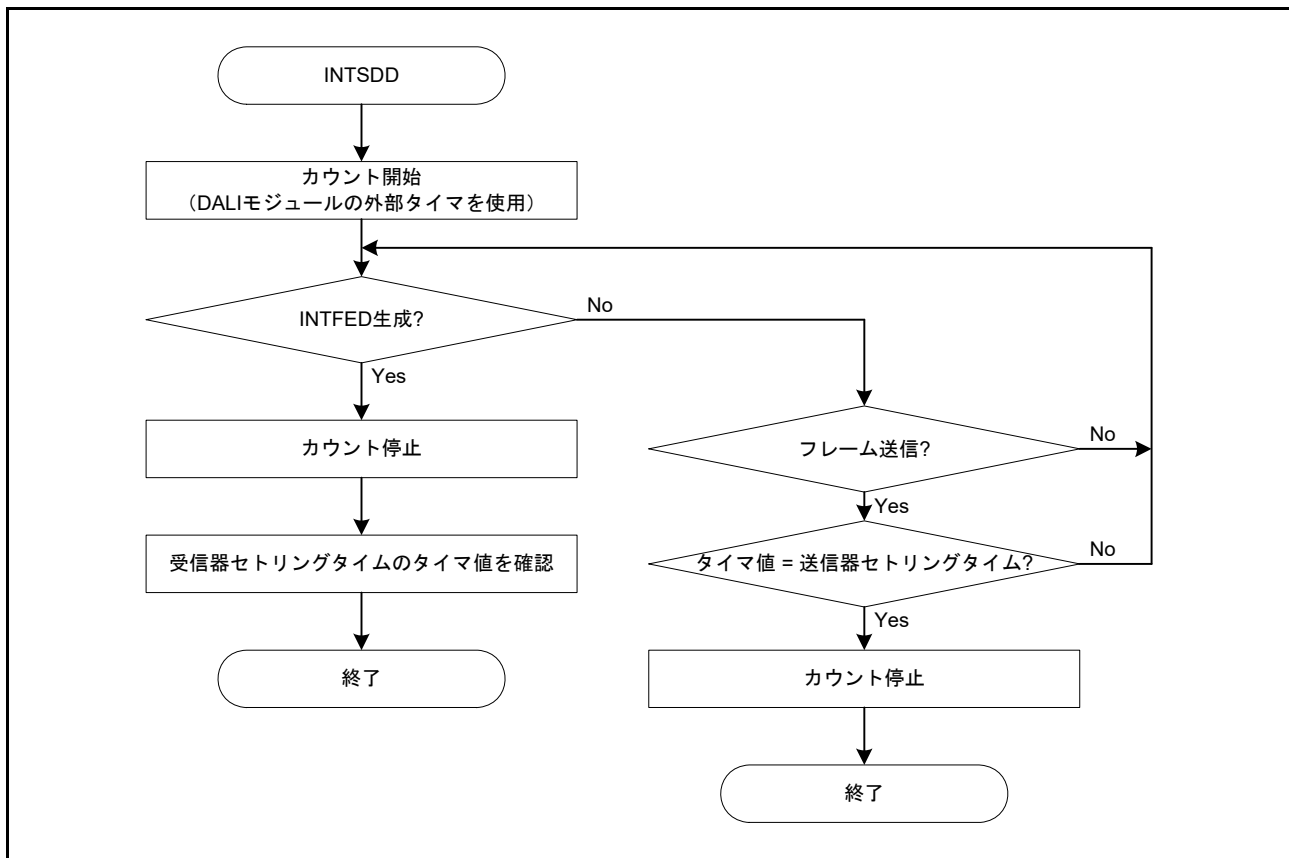 INTSDD
カウント開始
（DALIモジュールの外部タイマを使用）
INTFED生成?
No
Yes
カウント停止
受信器セトリングタイムのタイマ値を確認
終了
フレーム送信?
No
Yes
タイマ値 = 送信器セトリングタイム?
No
Yes
カウント停止
終了